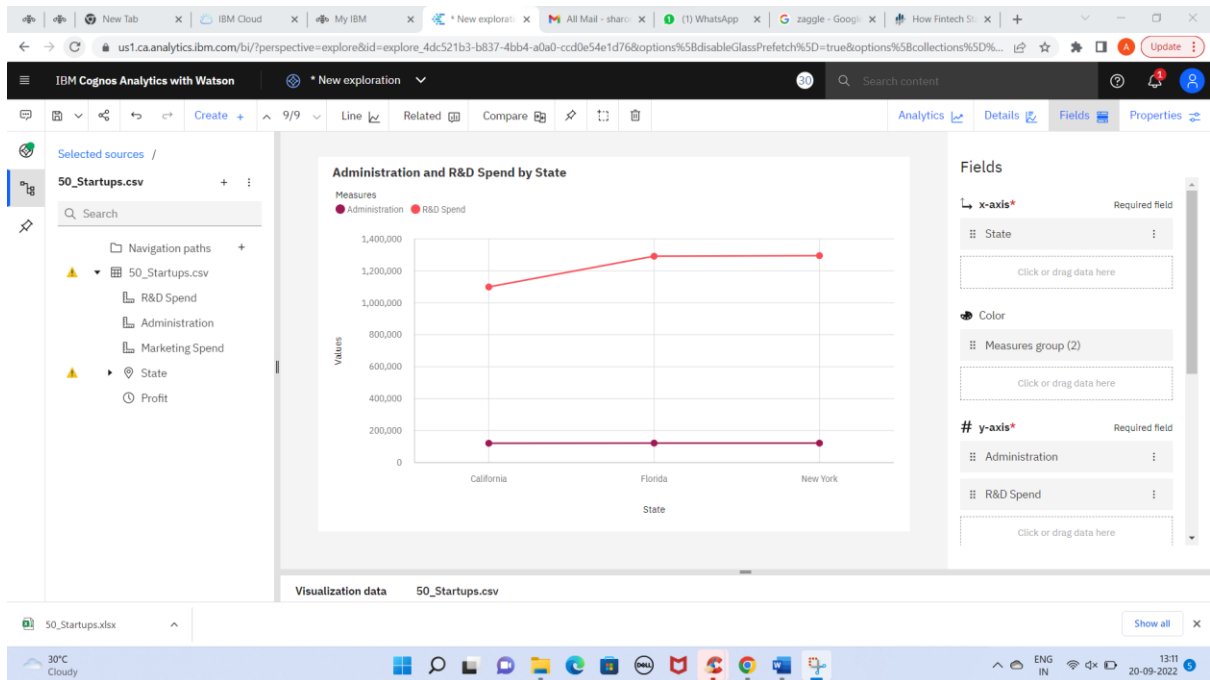 New Tab
IBM Cloud
My IBM
* New explorati
All Mail - sharo
(1) WhatsApp
zaggle - Google
How Fintech St
us1.ca.analytics.ibm.com/bi/?perspective=explore&id=explore_4dc521b3-b837-4bb4-a0a0-ccd0e54e1d76&options%5BdisableGlassPrefetch%5D=true&options%5Bcollections%5D%...
A
Update
IBM Cognos Analytics with Watson
* New exploration
30
Search content
1
Create +
9/9
Line
Related
Compare
Analytics
Details
Fields
Properties
Selected sources /
50_Startups.csv
Search
Navigation paths
50_Startups.csv
R&D Spend
Administration
Marketing Spend
State
Profit
Administration and R&D Spend by State
Measures
Administration
R&D Spend
1,400,000
1,200,000
1,000,000
800,000
600,000
400,000
200,000
0
Values
California
Florida
New York
State
Fields
x-axis*
Required field
State
Click or drag data here
Color
Measures group (2)
Click or drag data here
# y-axis*
Required field
Administration
R&D Spend
Click or drag data here
Visualization data
50_Startups.csv
50_Startups.xlsx
Show all
30°C
Cloudy
DELL
ENG
IN
13:11
20-09-2022
5